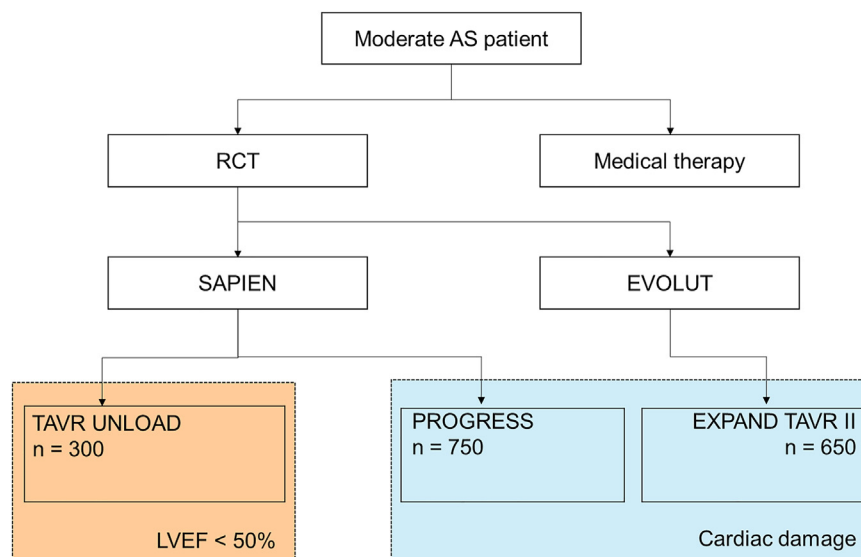 Moderate AS patient
RCT
Medical therapy
SAPIEN
EVOLUT
TAVR UNLOAD
n = 300
LVEF < 50%
PROGRESS
n = 750
EXPAND TAVR II
n = 650
Cardiac damage